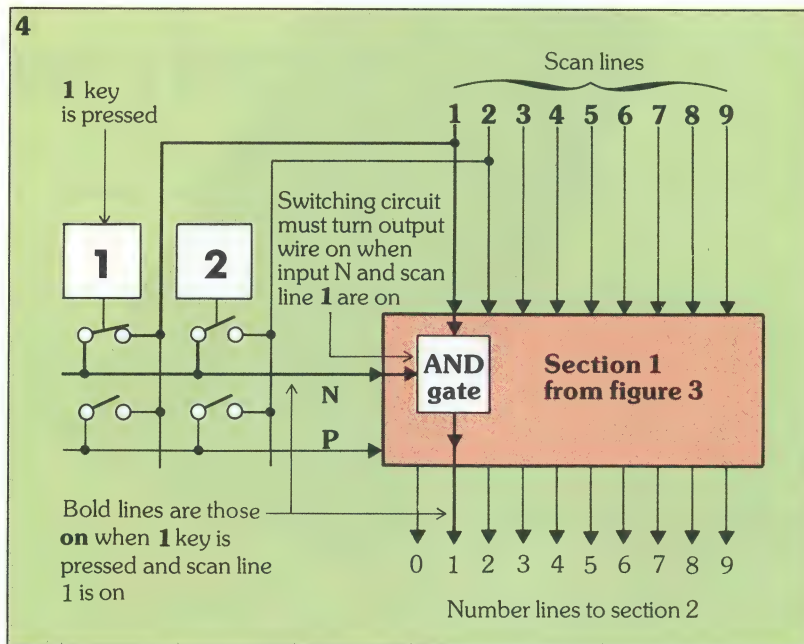 4
Scan lines
1 key
is pressed
1 2 3 4 5 6 7 8 9
Switching circuit
must turn output
wire on when
input N and scan
line 1 are on
1
2
AND
gate
Section 1
from figure 3
N
P
Bold lines are those
on when 1 key is
pressed and scan line
1 is on
0 1 2 3 4 5 6 7 8 9
Number lines to section 2